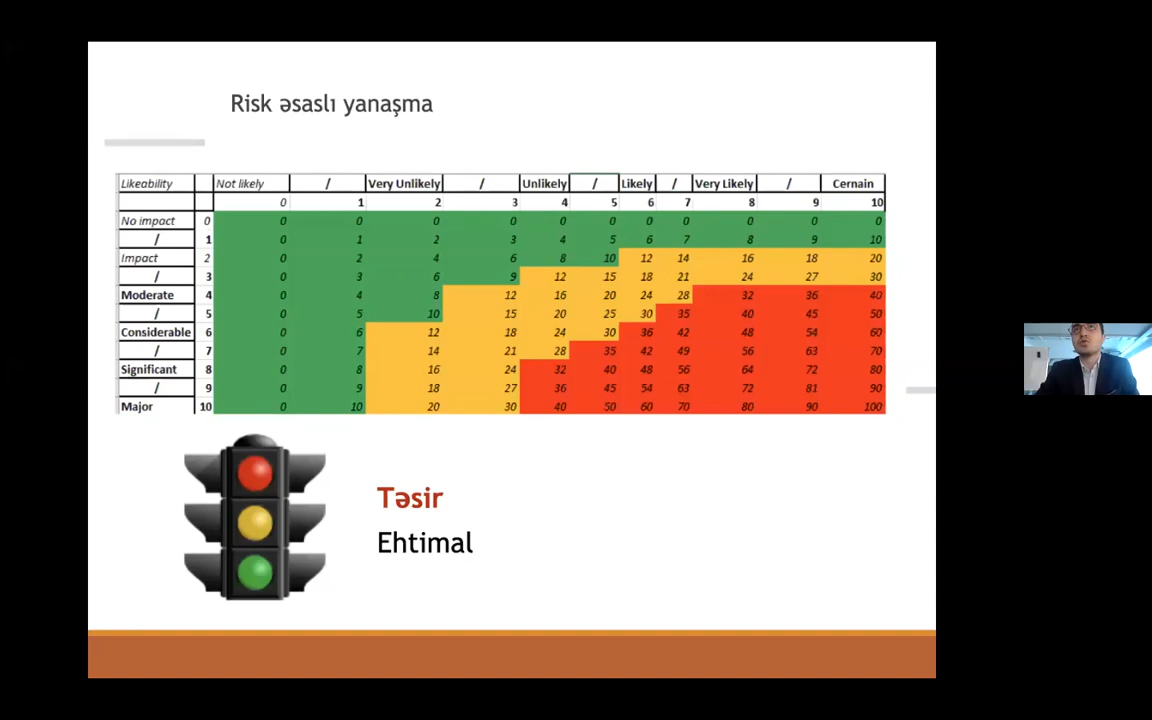 Risk əsaslı yanaşma
Likeability Not likely / Very Unlikely / Unlikely / Likely / Very Likely / Cernain
0 1 2 3 4 5 6 7 8 9 10
No impact 0 0 0 0 0 0 0 0 0 0 0 0
/ 1 0 1 2 3 4 5 6 7 8 9 10
Impact 2 0 2 4 6 8 10 12 14 16 18 20
/ 3 0 3 6 9 12 15 18 21 24 27 30
Moderate 4 0 4 8 12 16 20 24 28 32 36 40
/ 5 0 5 10 15 20 25 30 35 40 45 50
Considerable 6 0 6 12 18 24 30 36 42 48 54 60
/ 7 0 7 14 21 28 35 42 49 56 63 70
Significant 8 0 8 16 24 32 40 48 56 64 72 80
/ 9 0 9 18 27 36 45 54 63 72 81 90
Major 10 0 10 20 30 40 50 60 70 80 90 100
Təsir
Ehtimal